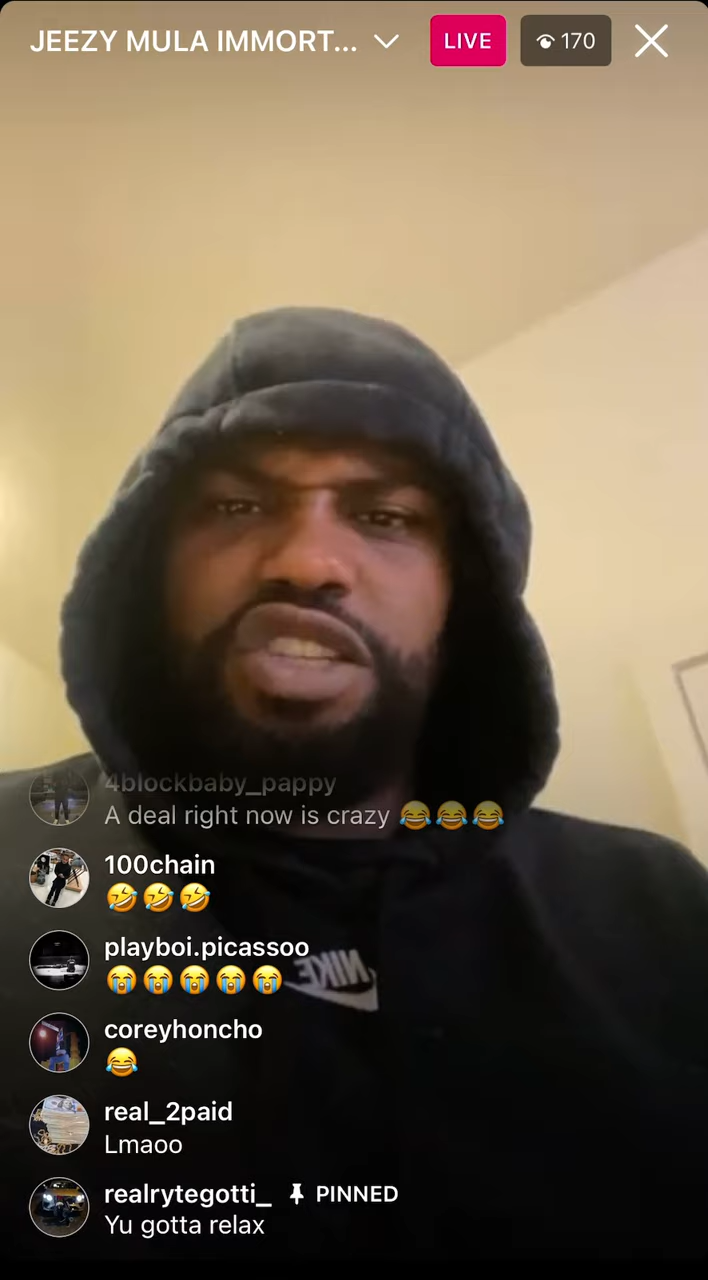 JEEZY MULA IMMORT...
LIVE
170
4blockbaby_pappy
A deal right now is crazy 😂😂😂
100chain
🤣🤣🤣
playboi.picassoo
😭😭😭😭😭
NIKE
coreyhoncho
😂
real_2paid
Lmaoo
realrytegotti_ PINNED
Yu gotta relax